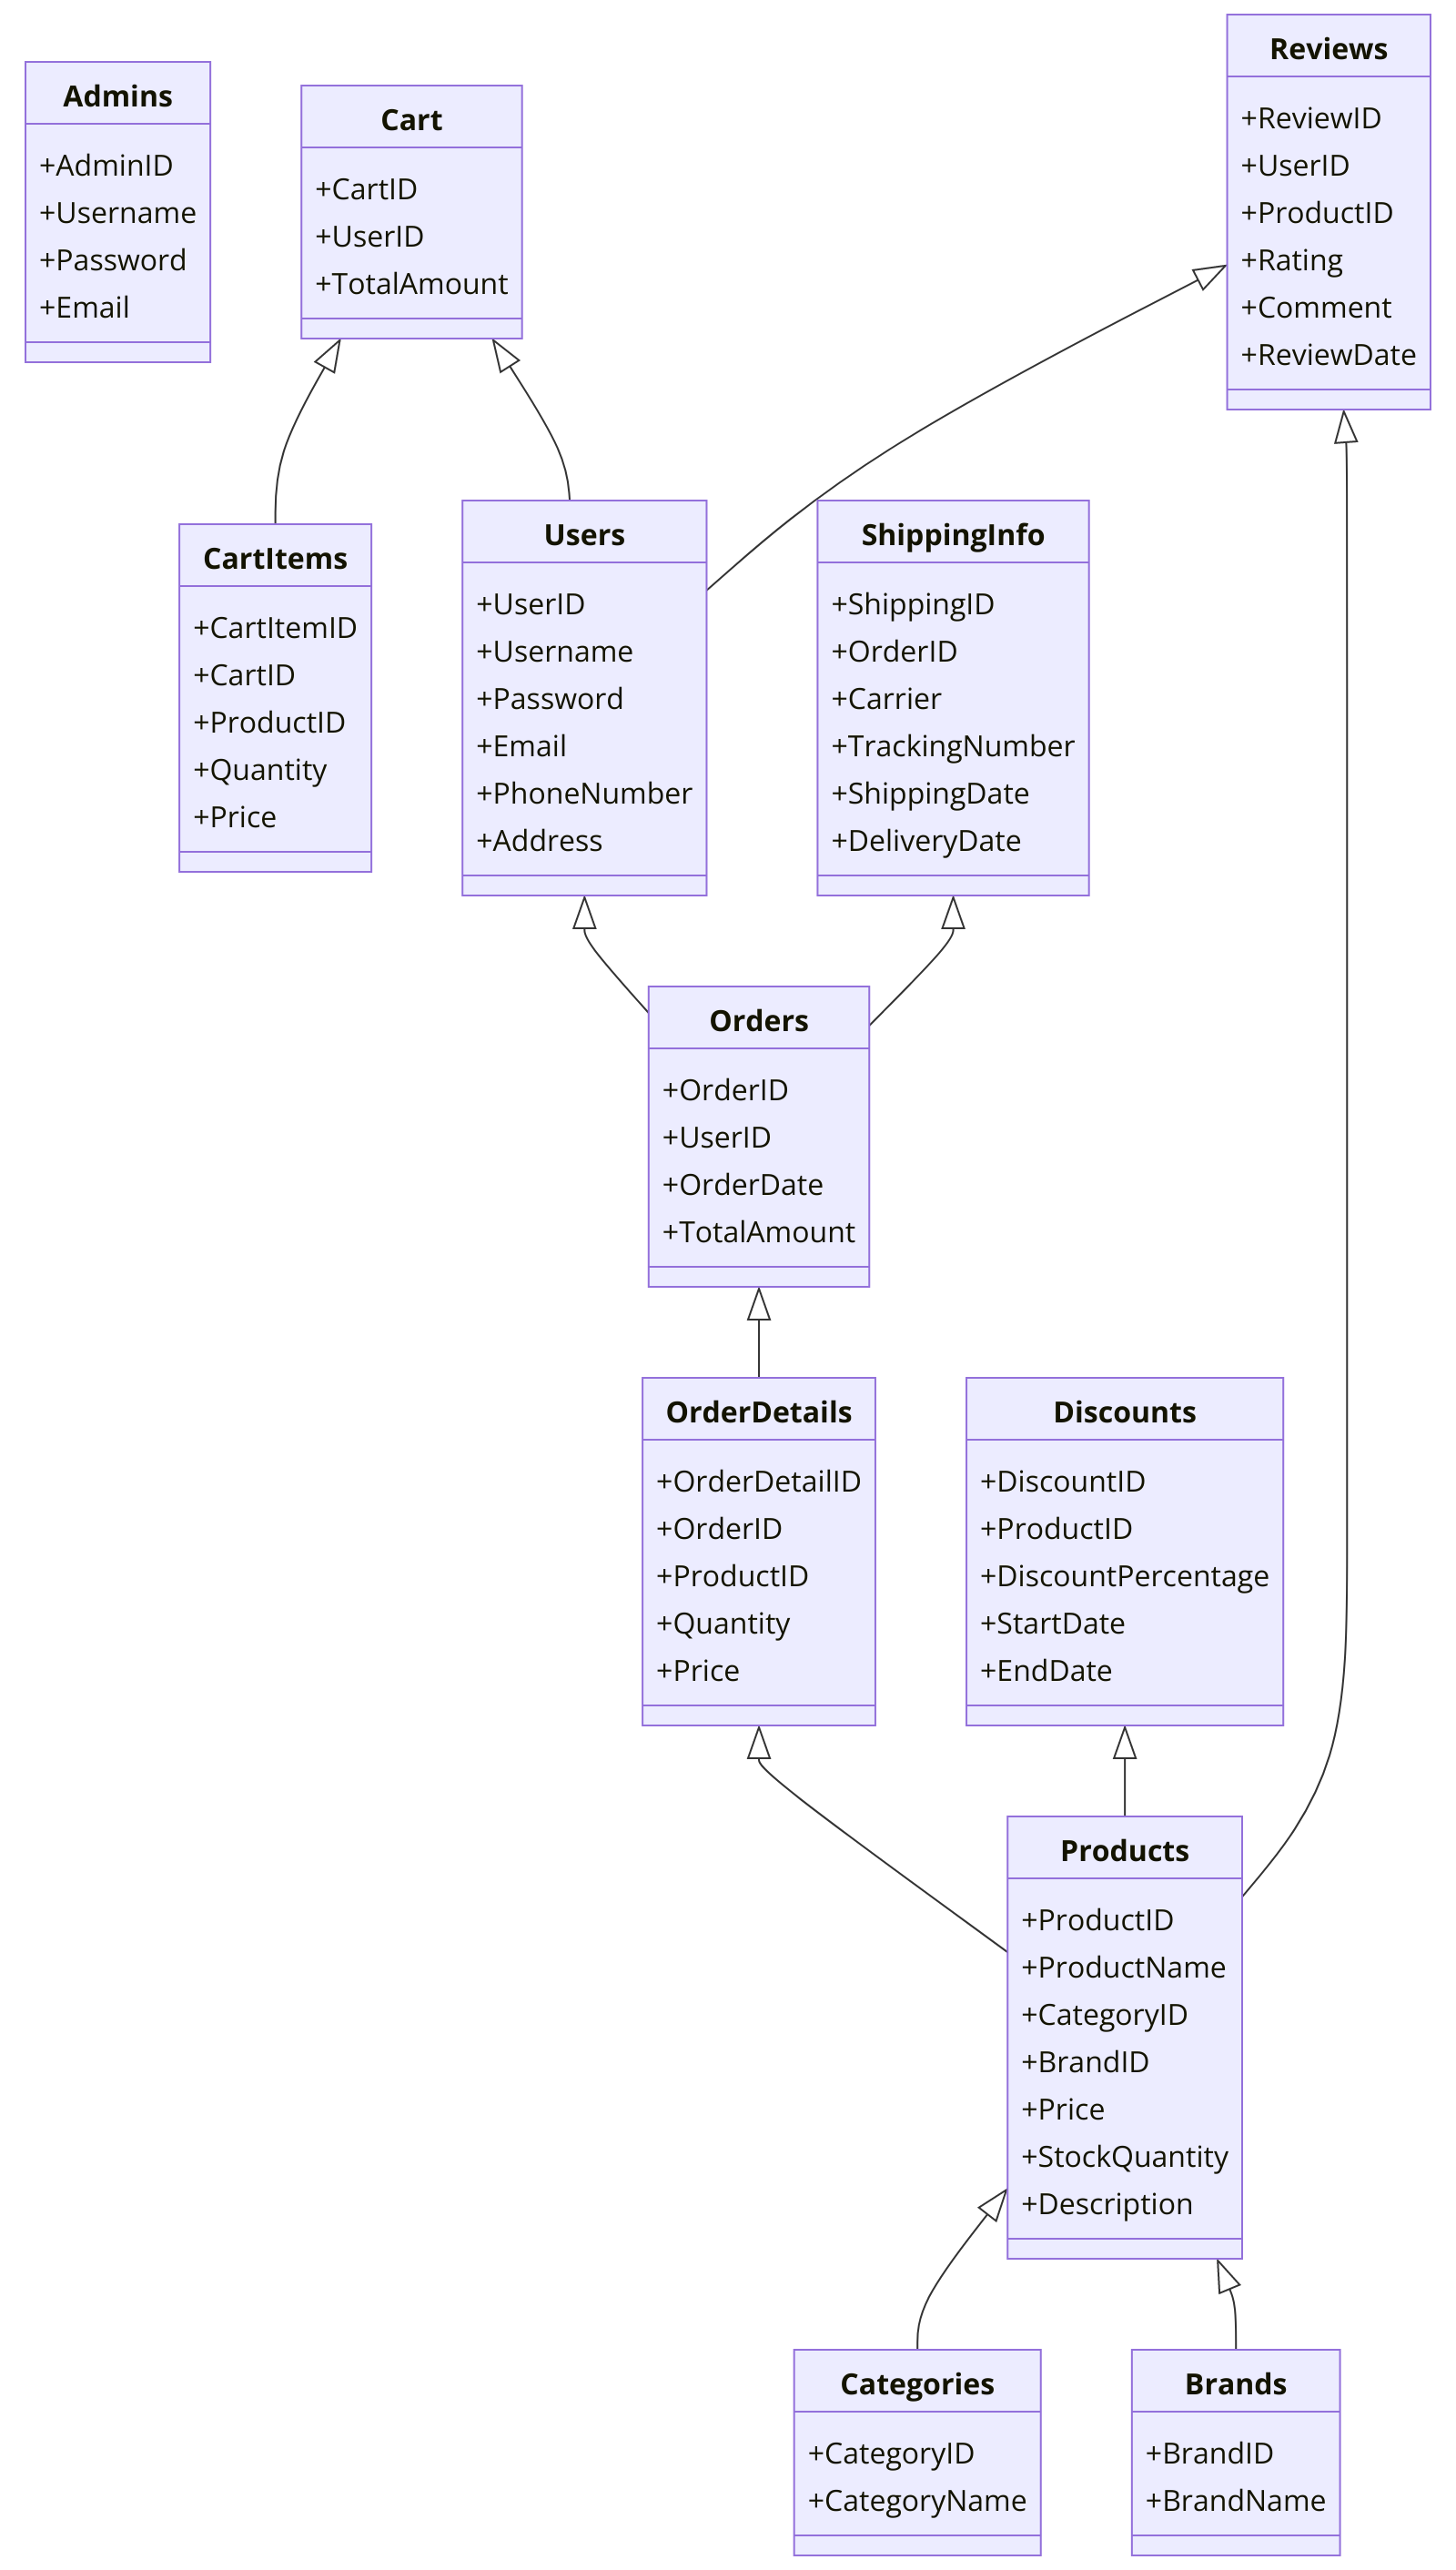 Admins
+AdminID
+Username
+Password
+Email
Cart
+CartID
+UserID
+TotalAmount
Reviews
+ReviewID
+UserID
+ProductID
+Rating
+Comment
+ReviewDate
CartItems
+CartItemID
+CartID
+ProductID
+Quantity
+Price
Users
+UserID
+Username
+Password
+Email
+PhoneNumber
+Address
ShippingInfo
+ShippingID
+OrderID
+Carrier
+TrackingNumber
+ShippingDate
+DeliveryDate
Orders
+OrderID
+UserID
+OrderDate
+TotalAmount
OrderDetails
+OrderDetailID
+OrderID
+ProductID
+Quantity
+Price
Discounts
+DiscountID
+ProductID
+DiscountPercentage
+StartDate
+EndDate
Products
+ProductID
+ProductName
+CategoryID
+BrandID
+Price
+StockQuantity
+Description
Categories
+CategoryID
+CategoryName
Brands
+BrandID
+BrandName